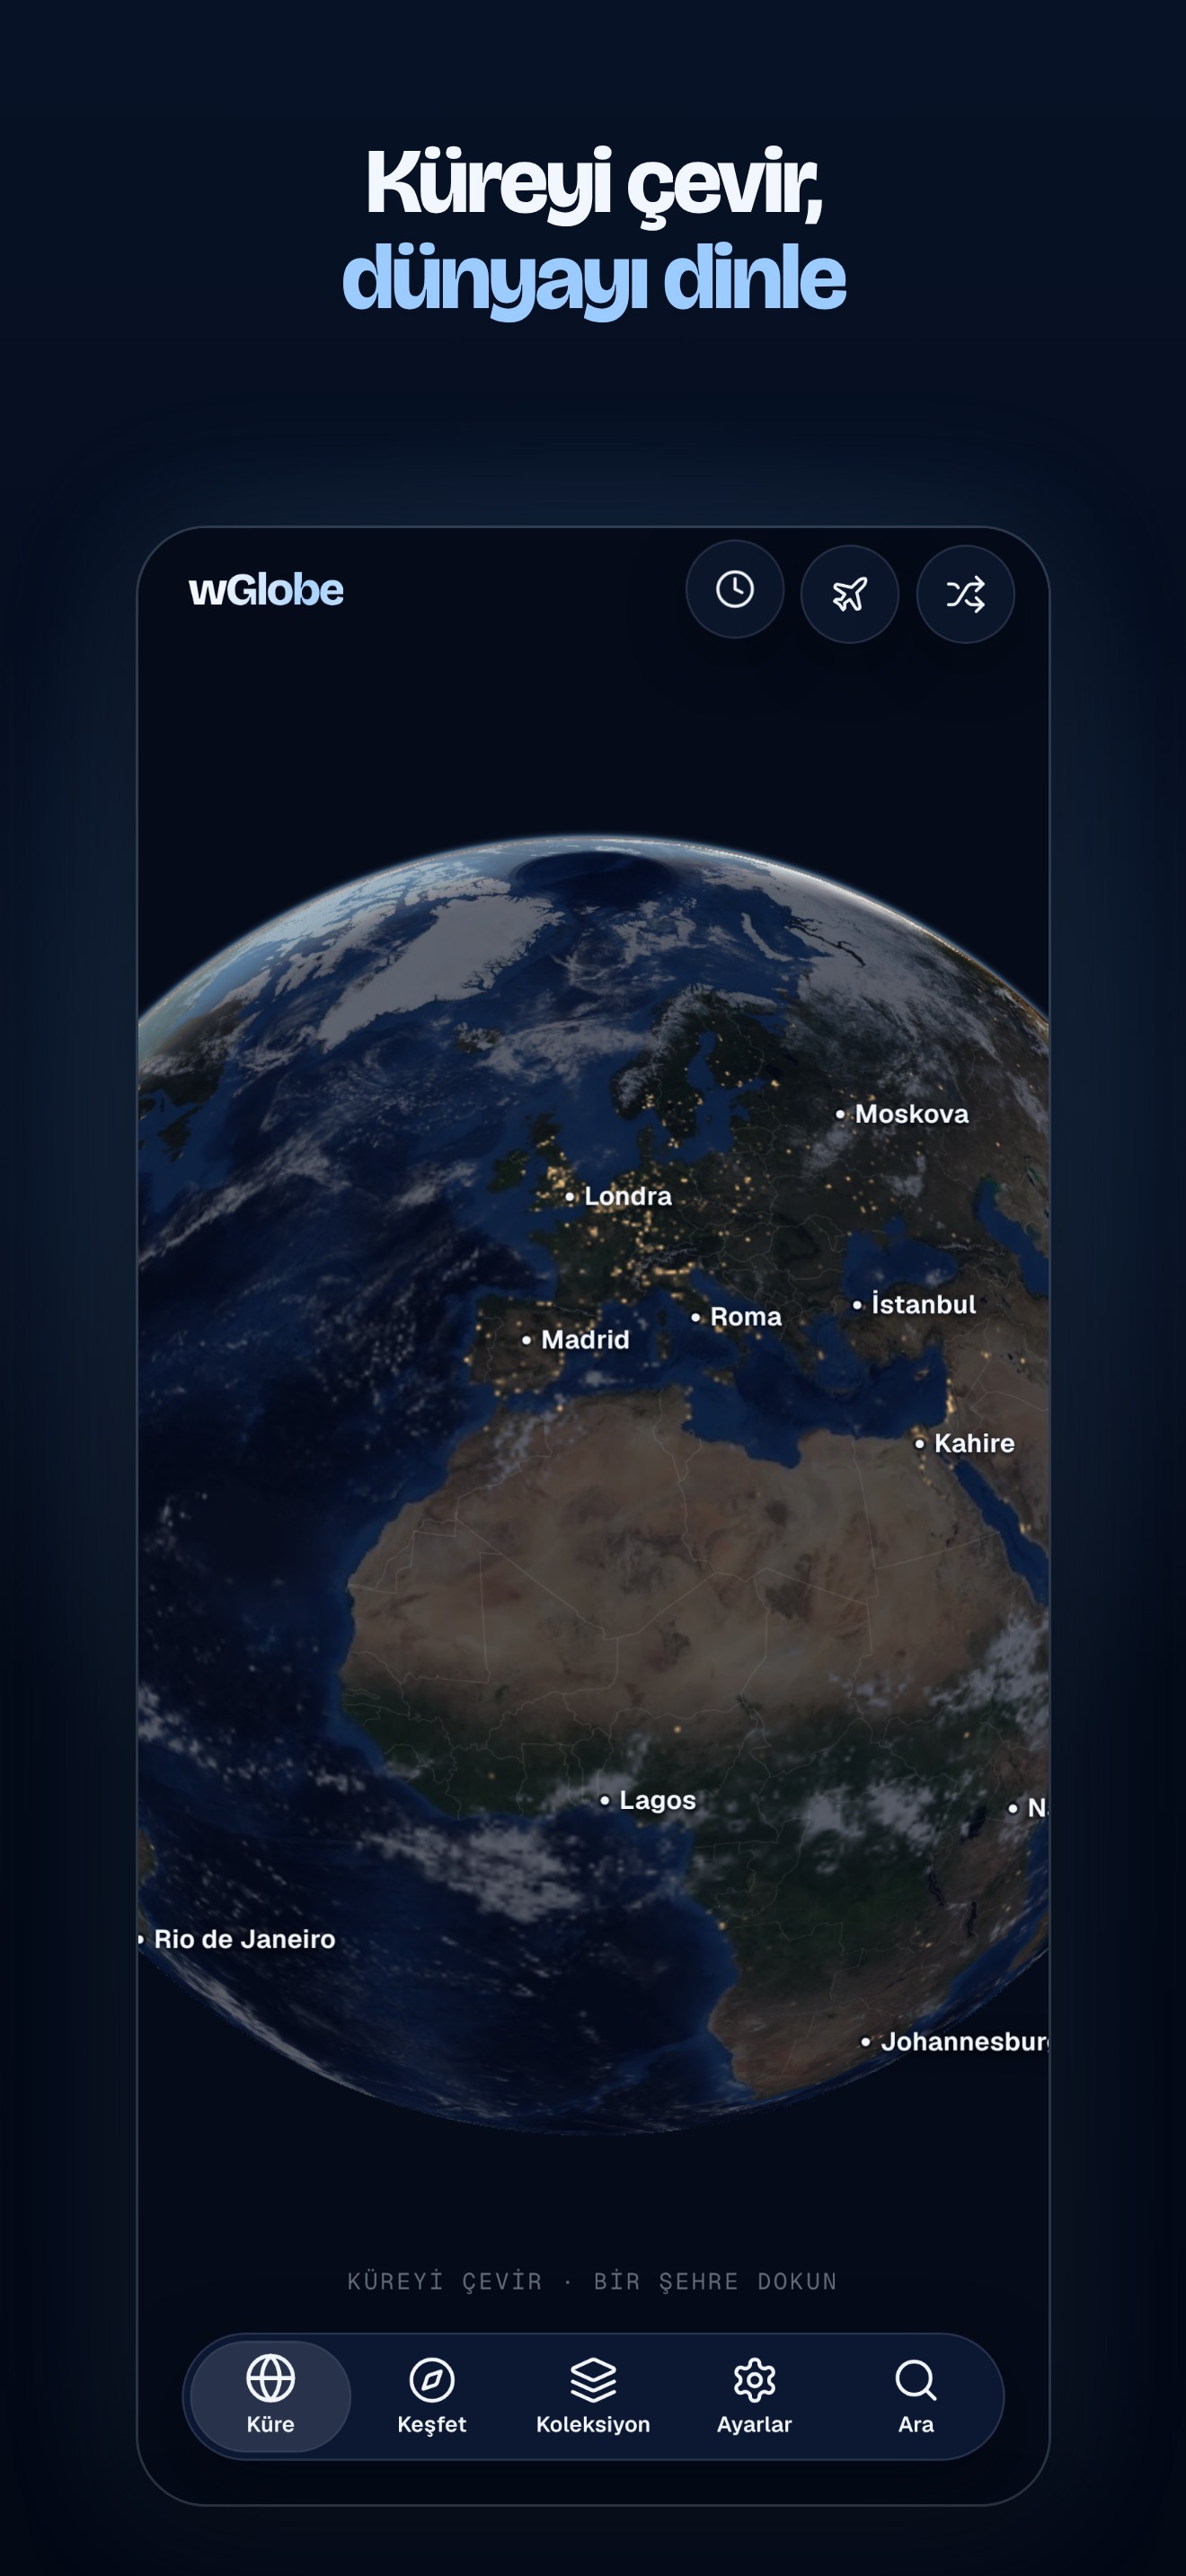 Küreyi çevir,
dünyayı dinle
wGlobe
Moskova
Londra
İstanbul
Roma
Madrid
Kahire
Lagos
Rio de Janeiro
KÜREYİ ÇEVİR · BİR ŞEHRE DOKUN
Küre
Keşfet
Koleksiyon
Ayarlar
Ara